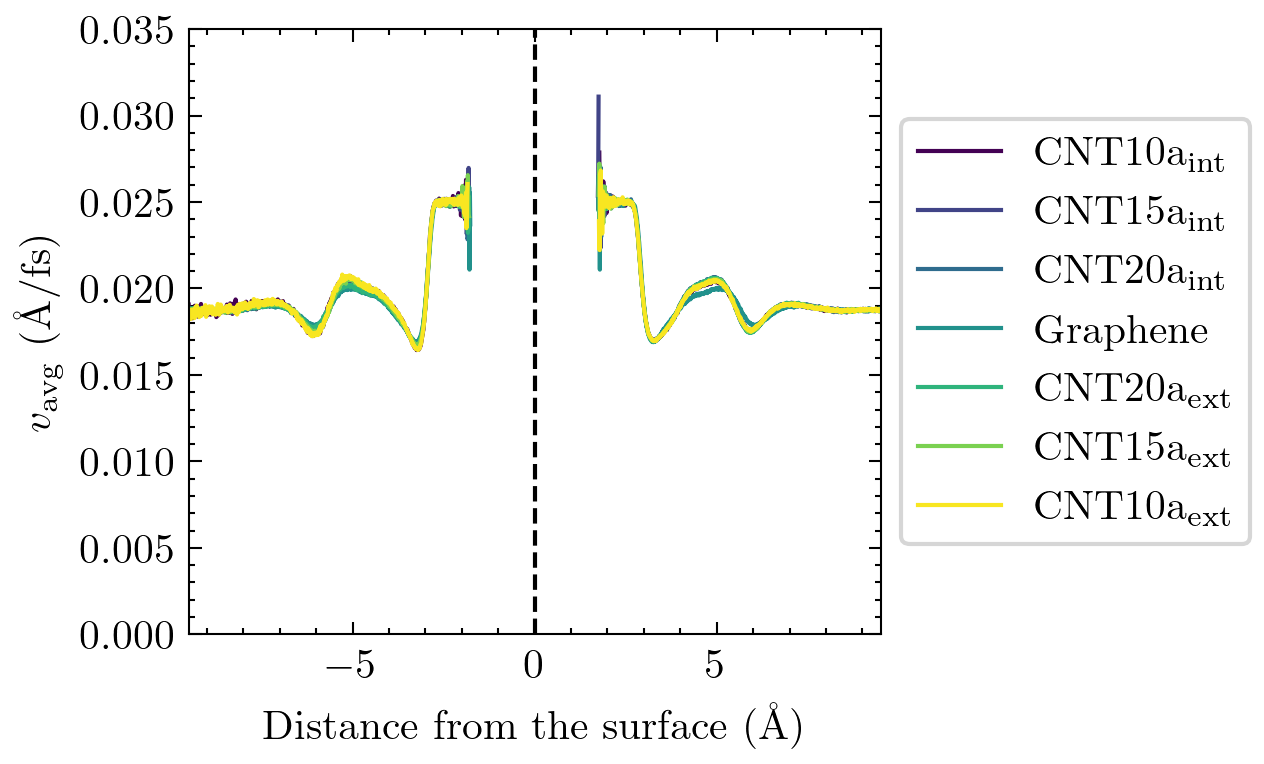 0.035
0.030
0.025
0.020
0.015
0.010
0.005
0.000
v_avg (Å/fs)
−5
0
5
Distance from the surface (Å)
CNT10a_int
CNT15a_int
CNT20a_int
Graphene
CNT20a_ext
CNT15a_ext
CNT10a_ext